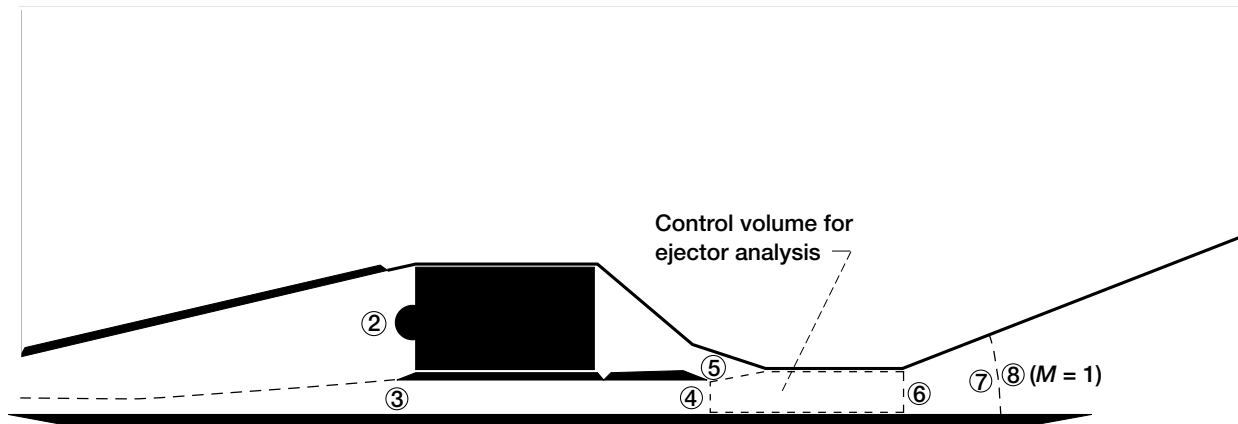 Control volume for
ejector analysis
②
⑤
③
④
⑥
⑦
⑧ (M = 1)